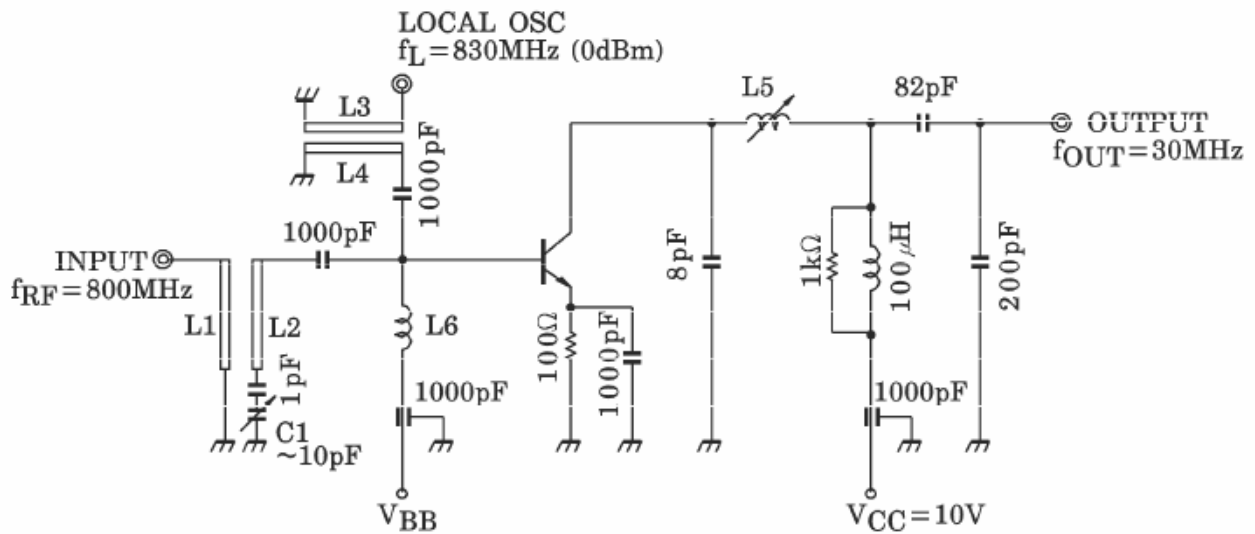 LOCAL OSC
fL=830MHz (0dBm)
L3
L4
1000pF
L5
82pF
OUTPUT
fOUT=30MHz
INPUT
fRF=800MHz
1000pF
L1
L2
1pF
C1
~10pF
L6
1000pF
VBB
100Ω
1000pF
8pF
1kΩ
100μH
200pF
1000pF
VCC=10V